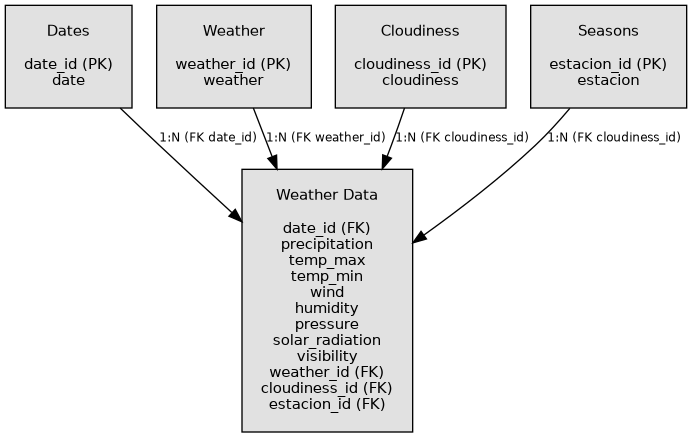 Dates
date_id (PK)
date
Weather
weather_id (PK)
weather
Cloudiness
cloudiness_id (PK)
cloudiness
Seasons
estacion_id (PK)
estacion
1:N (FK date_id)
1:N (FK weather_id)
1:N (FK cloudiness_id)
1:N (FK cloudiness_id)
Weather Data
date_id (FK)
precipitation
temp_max
temp_min
wind
humidity
pressure
solar_radiation
visibility
weather_id (FK)
cloudiness_id (FK)
estacion_id (FK)